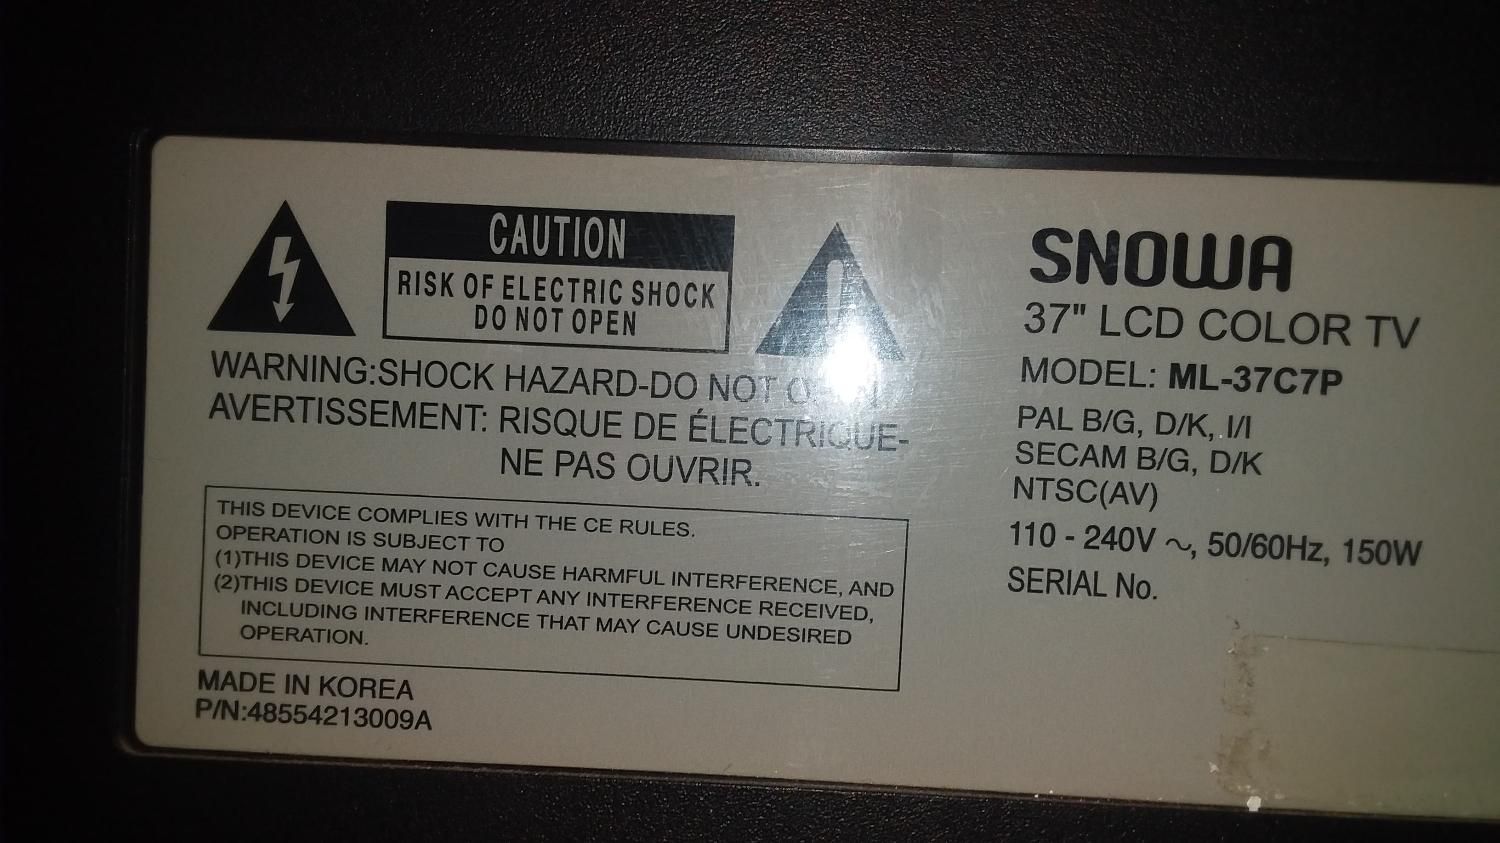 CAUTION
RISK OF ELECTRIC SHOCK
DO NOT OPEN
WARNING:SHOCK HAZARD-DO NOT
AVERTISSEMENT: RISQUE DE ÉLECTRIQUE-
NE PAS OUVRIR.
THIS DEVICE COMPLIES WITH THE CE RULES.
OPERATION IS SUBJECT TO
(1)THIS DEVICE MAY NOT CAUSE HARMFUL INTERFERENCE, AND
(2)THIS DEVICE MUST ACCEPT ANY INTERFERENCE RECEIVED,
INCLUDING INTERFERENCE THAT MAY CAUSE UNDESIRED
OPERATION.
MADE IN KOREA
P/N:48554213009A
SNOWA
37" LCD COLOR TV
MODEL: ML-37C7P
PAL B/G, D/K, I/I
SECAM B/G, D/K
NTSC(AV)
110 - 240V ~, 50/60Hz, 150W
SERIAL No.